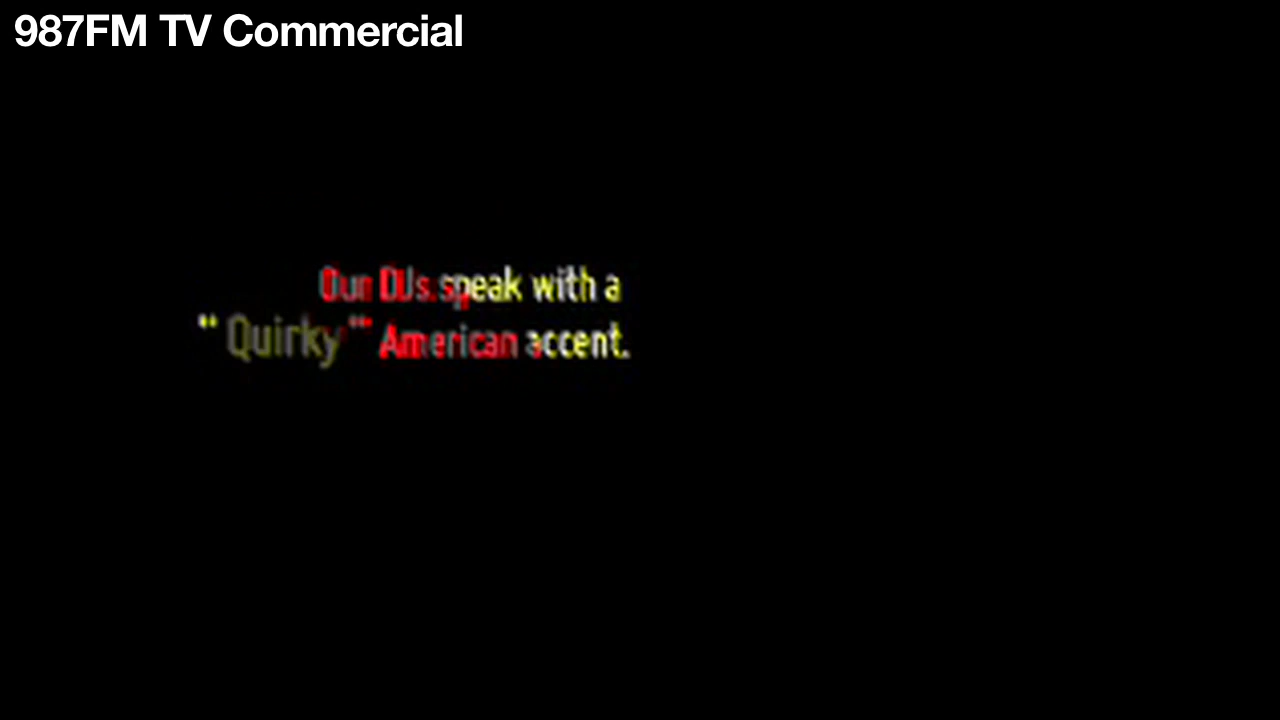 987FM TV Commercial
Our DJs speak with a
“Quirky” American accent.